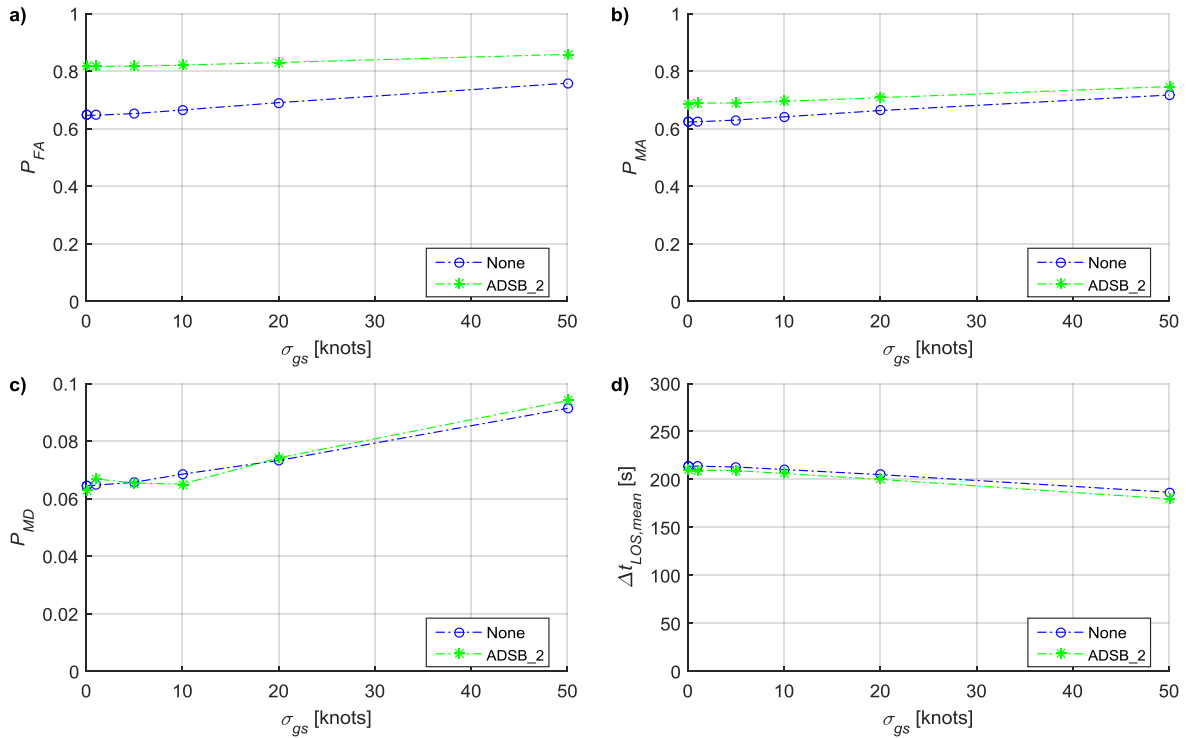 a)
1
0.8
0.6
0.4
0.2
0
P_FA
0 10 20 30 40 50
σ_gs [knots]
None
ADSB_2
b)
1
0.8
0.6
0.4
0.2
0
P_MA
0 10 20 30 40 50
σ_gs [knots]
None
ADSB_2
c)
0.1
0.08
0.06
0.04
0.02
0
P_MD
0 10 20 30 40 50
σ_gs [knots]
None
ADSB_2
d)
300
250
200
150
100
50
0
Δt_LOS,mean [s]
0 10 20 30 40 50
σ_gs [knots]
None
ADSB_2